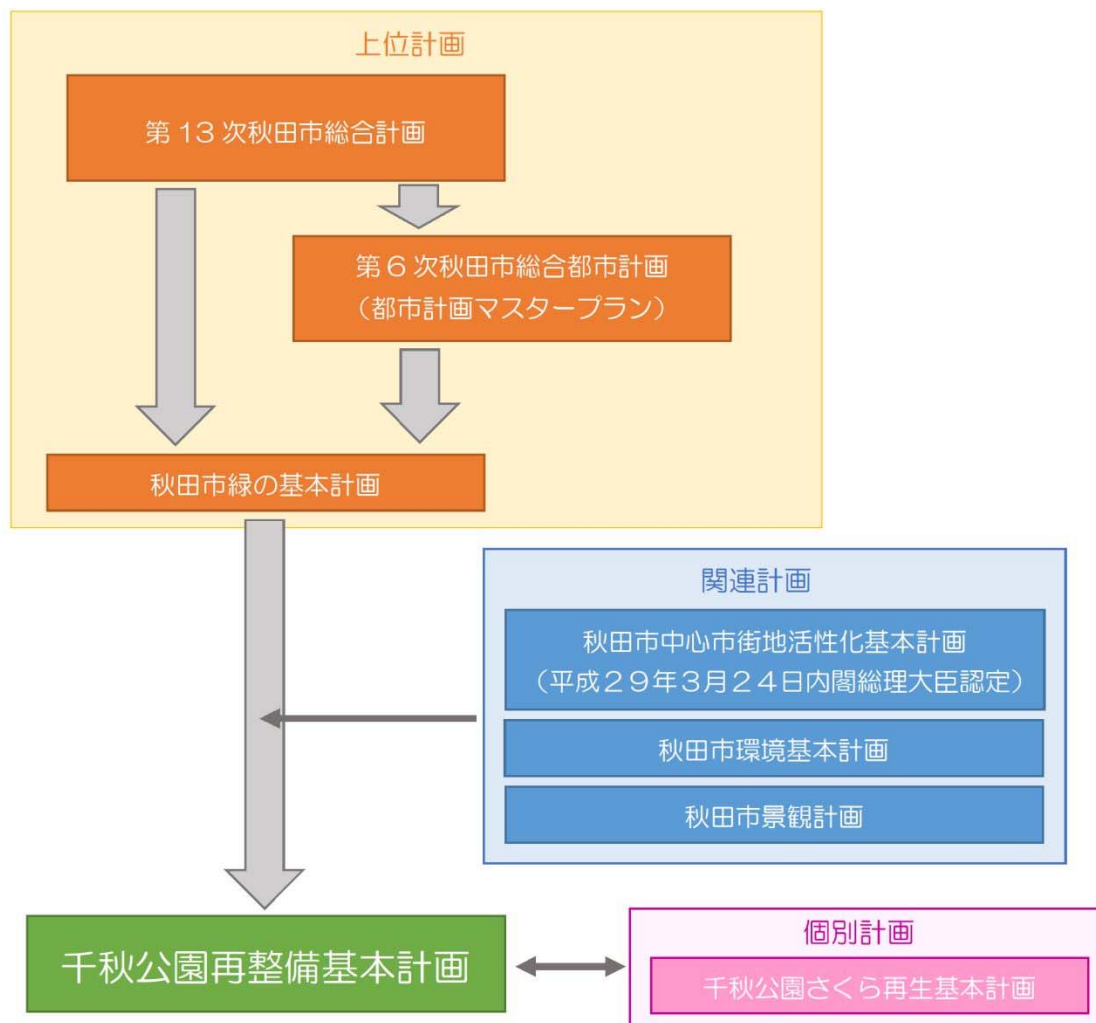 上位計画
第13次秋田市総合計画
第6次秋田市総合都市計画
（都市計画マスタープラン）
秋田市緑の基本計画
関連計画
秋田市中心市街地活性化基本計画
（平成２９年３月２４日内閣総理大臣認定）
秋田市環境基本計画
秋田市景観計画
千秋公園再整備基本計画
個別計画
千秋公園さくら再生基本計画